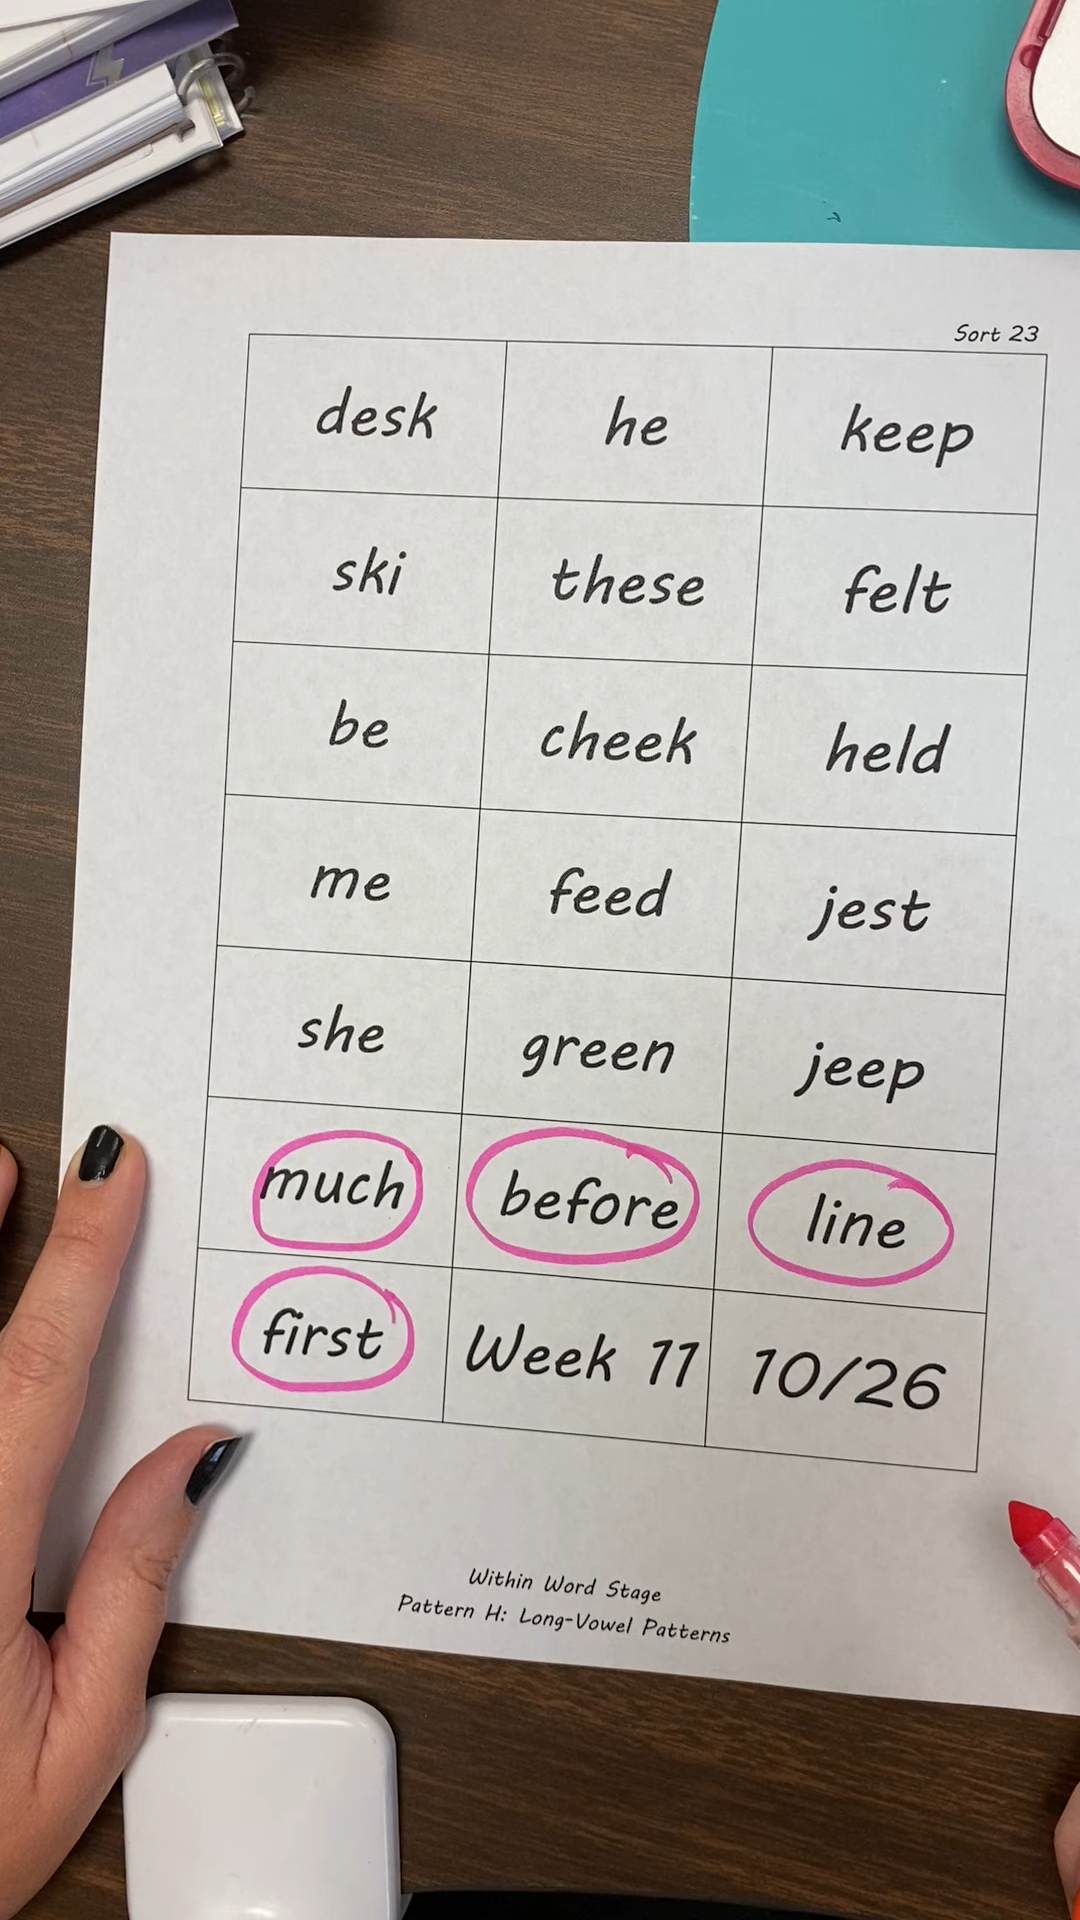 Sort 23
desk he keep
ski these felt
be cheek held
me feed jest
she green jeep
much before line
first Week 11 10/26
Within Word Stage
Pattern H: Long-Vowel Patterns